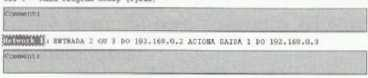 Comment:
Network 1: ENTRADA 2 OU 3 DO 192.168.0.2 ACIONA SAIDA 1 DO 192.168.0.3
Comment: